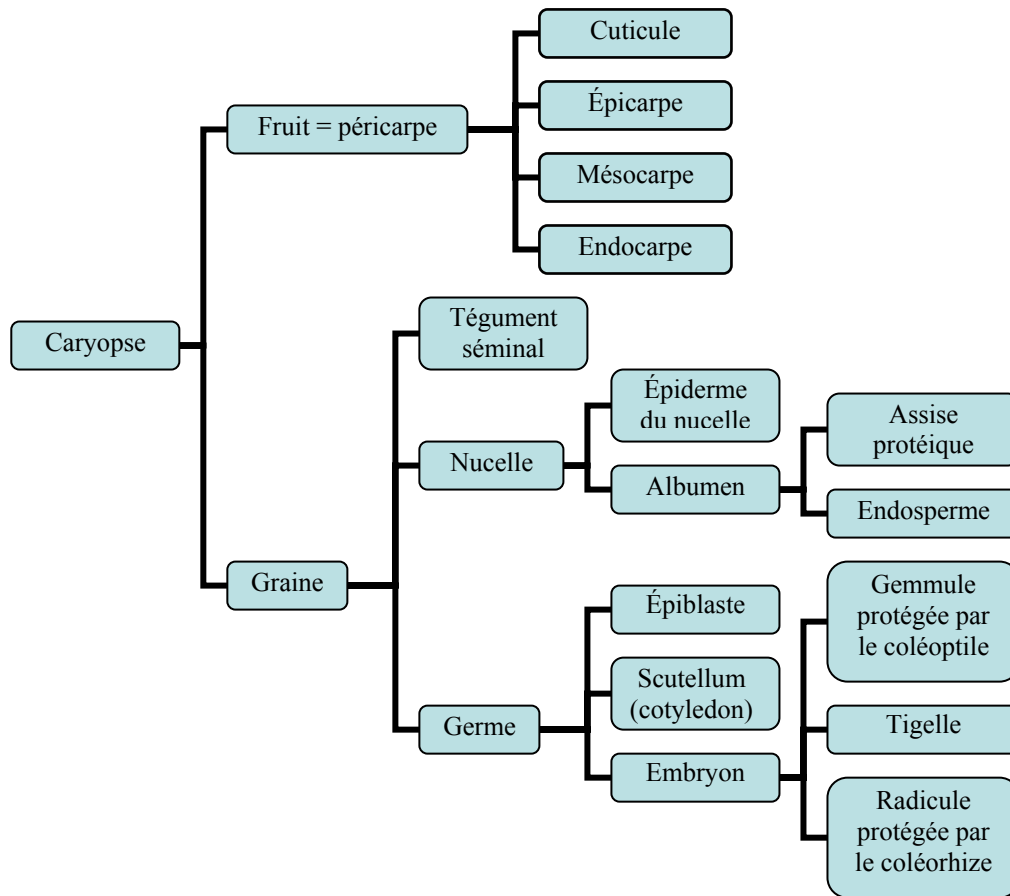 Cuticule
Épicarpe
Fruit = péricarpe
Mésocarpe
Endocarpe
Caryopse
Tégument
séminal
Épiderme
du nucelle
Assise
protéique
Nucelle
Albumen
Endosperme
Graine
Épiblaste
Gemmule
protégée par
le coléoptile
Scutellum
(cotyledon)
Germe
Tigelle
Embryon
Radicule
protégée par
le coléorhize